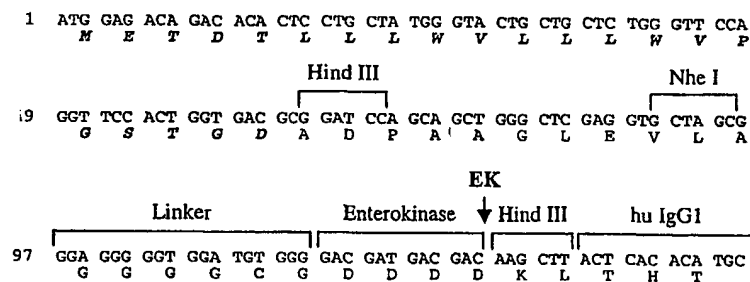 1 ATG GAG ACA GAC ACA CTC CTG CTA TGG GTA CTG CTG CTC TGG GTT CCA
M E T D T L L L W V L L L W V P
Hind III Nhe I
19 GGT TCC ACT GGT GAC GCG GAT CCA GCA GCT GGG CTC GAG GTG CTA GCG
G S T G D A D P A A G L E V L A
EK
Linker Enterokinase Hind III hu IgG1
97 GGA GGG GGT GGA TGT GGG GAC GAT GAC GAC AAG CTT ACT CAC ACA TGC
G G G G C G D D D D K L T H T